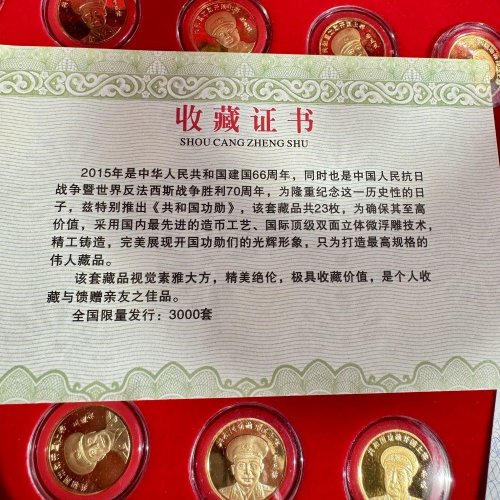 收藏证书
SHOU CANG ZHENG SHU
2015年是中华人民共和国建国66周年，同时也是中国人民抗日
战争暨世界反法西斯战争胜利70周年，为隆重纪念这一历史性的日
子，兹特别推出《共和国功勋》，该套藏品共23枚，为确保其至高
价值，采用国内最先进的造币工艺、国际顶级双面立体微浮雕技术，
精工铸造，完美展现开国功勋们的光辉形象，只为打造最高规格的
伟人藏品。
该套藏品视觉素雅大方，精美绝伦，极具收藏价值，是个人收
藏与馈赠亲友之佳品。
全国限量发行：3000套